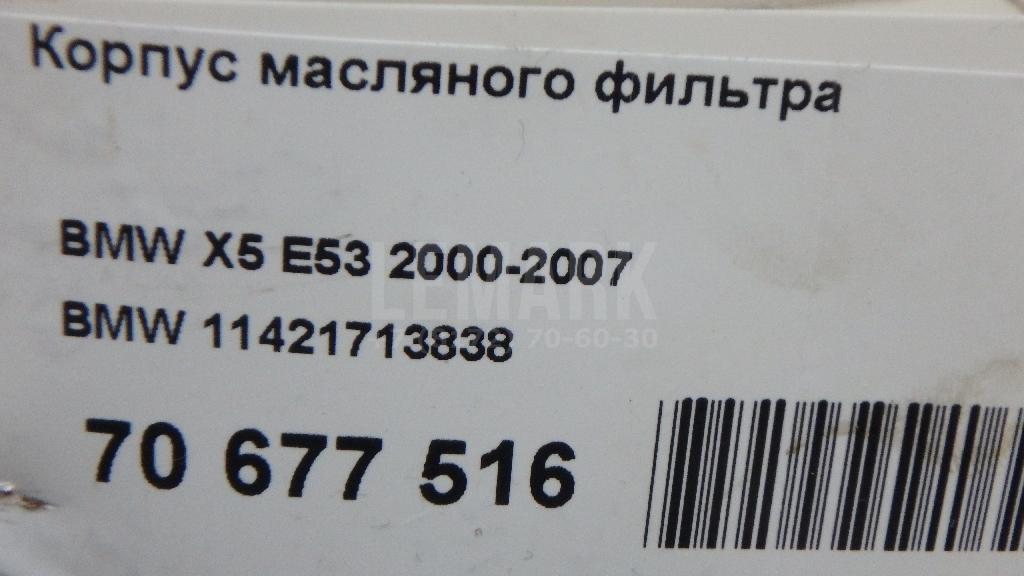 Корпус масляного фильтра
BMW X5 E53 2000-2007
LEMARK
BMW 11421713838
70-60-30
70 677 516